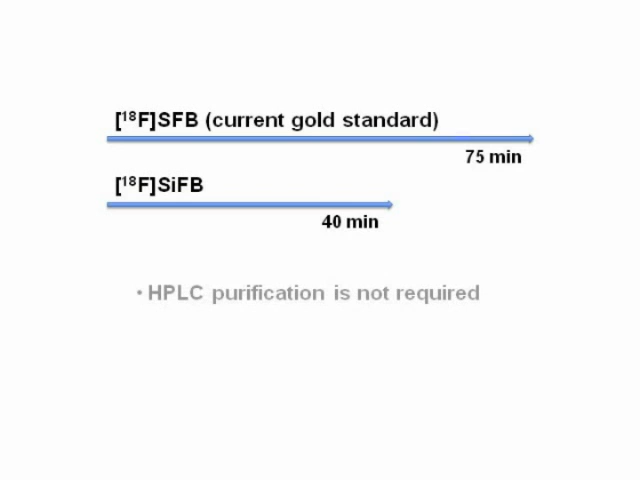 [¹⁸F]SFB (current gold standard)
75 min
[¹⁸F]SiFB
40 min
• HPLC purification is not required